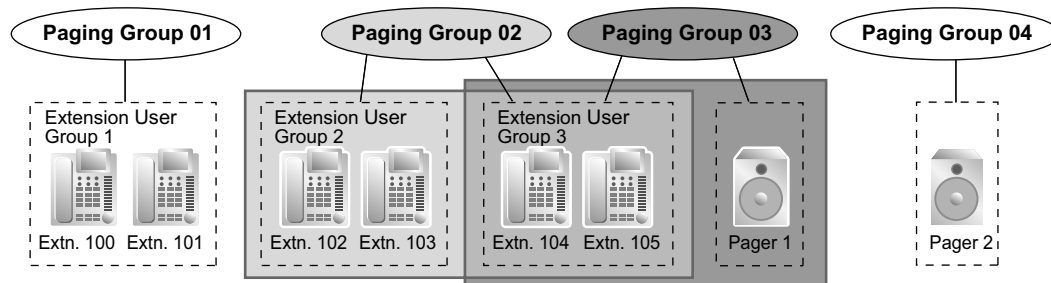 Paging Group 01
Paging Group 02
Paging Group 03
Paging Group 04
Extension User
Group 1
Extn. 100
Extn. 101
Extension User
Group 2
Extn. 102
Extn. 103
Extension User
Group 3
Extn. 104
Extn. 105
Pager 1
Pager 2